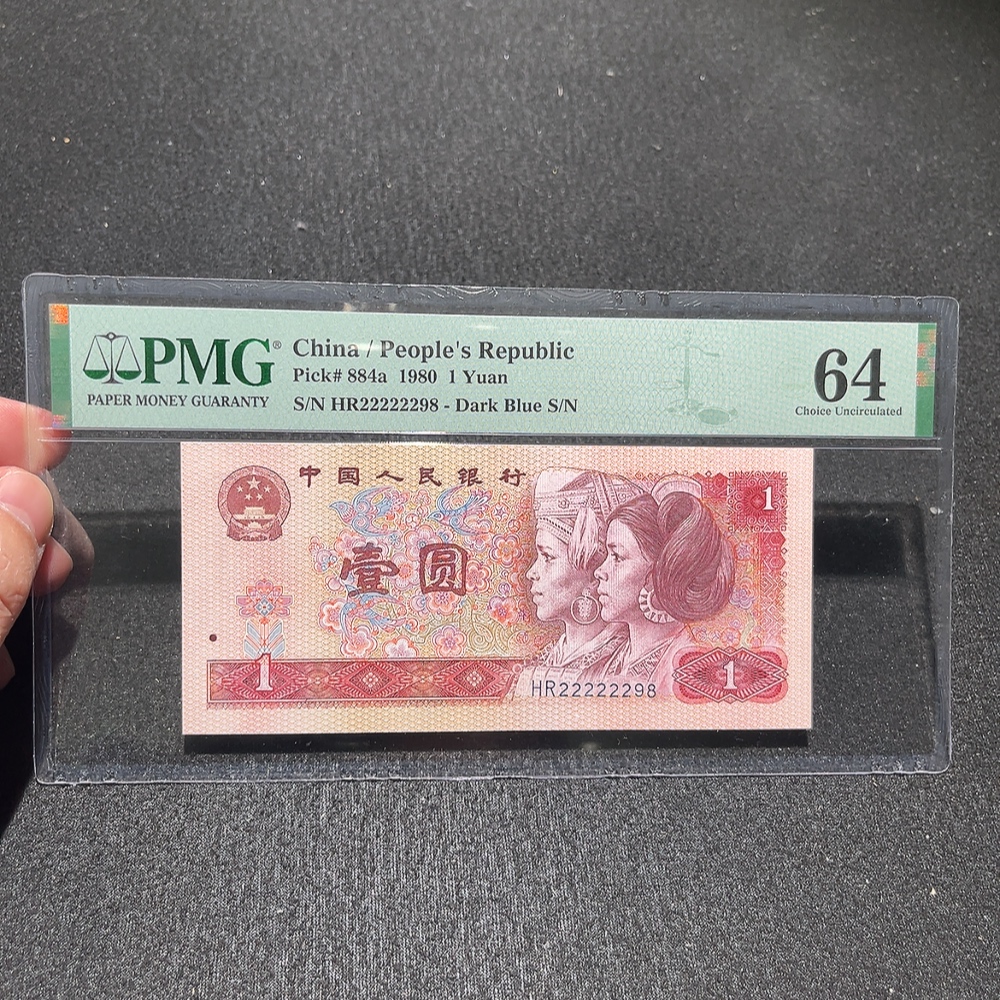 PMG®
PAPER MONEY GUARANTY
China / People's Republic
Pick# 884a 1980 1 Yuan
S/N HR22222298 - Dark Blue S/N
64
Choice Uncirculated
中国人民银行
1
壹圆
1
HR22222298
1